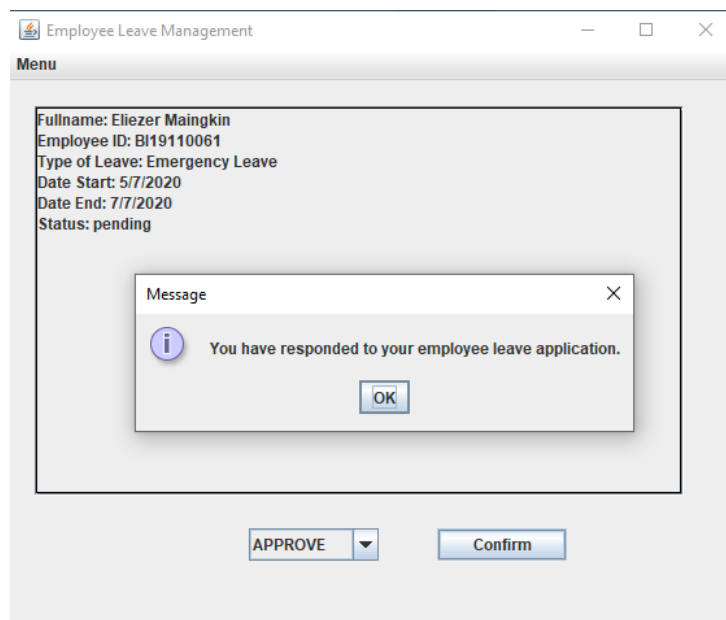 Employee Leave Management
Menu
Fullname: Eliezer Maingkin
Employee ID: BI19110061
Type of Leave: Emergency Leave
Date Start: 5/7/2020
Date End: 7/7/2020
Status: pending
Message
You have responded to your employee leave application.
OK
APPROVE
Confirm